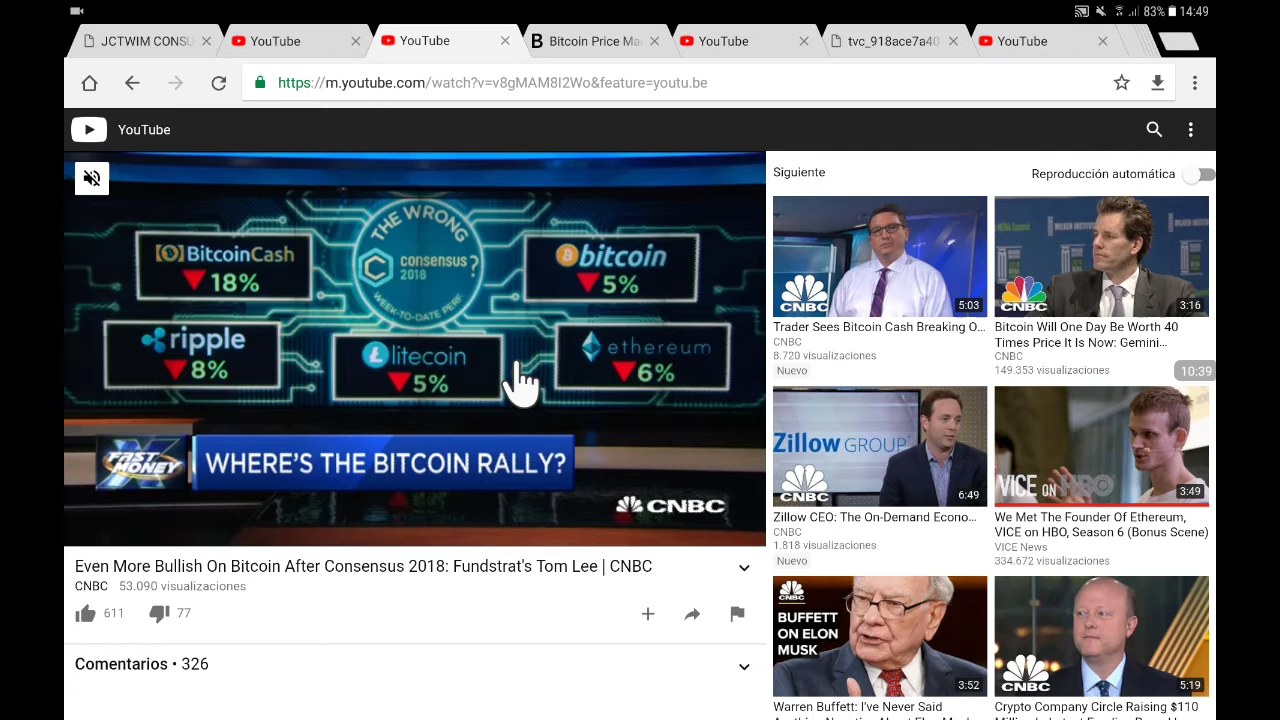 83% 14:49
JCTWIM CONSU
YouTube
YouTube
Bitcoin Price Ma
YouTube
tvc_918ace7a40
YouTube
https://m.youtube.com/watch?v=v8gMAM8I2Wo&feature=youtu.be
YouTube
THE WRONG
consensus?
2018
WEEK-TO-DATE PERF.
BitcoinCash
18%
bitcoin
5%
ripple
8%
litecoin
5%
ethereum
6%
FAST MONEY
WHERE'S THE BITCOIN RALLY?
CNBC
Even More Bullish On Bitcoin After Consensus 2018: Fundstrat's Tom Lee | CNBC
CNBC 53.090 visualizaciones
611 77
Comentarios • 326
Siguiente
Reproducción automática
CNBC
5:03
Trader Sees Bitcoin Cash Breaking O...
CNBC
8.720 visualizaciones
Nuevo
MILKEN INSTITUTE
CNBC
3:16
Bitcoin Will One Day Be Worth 40
Times Price It Is Now: Gemini...
CNBC
149.353 visualizaciones
10:39
Zillow GROUP
CNBC
6:49
Zillow CEO: The On-Demand Econo...
CNBC
1.818 visualizaciones
Nuevo
VICE ON HBO
3:49
We Met The Founder Of Ethereum,
VICE on HBO, Season 6 (Bonus Scene)
VICE News
334.672 visualizaciones
CNBC
BUFFETT
ON ELON
MUSK
3:52
Warren Buffett: I've Never Said
CNBC
5:19
Crypto Company Circle Raising $110